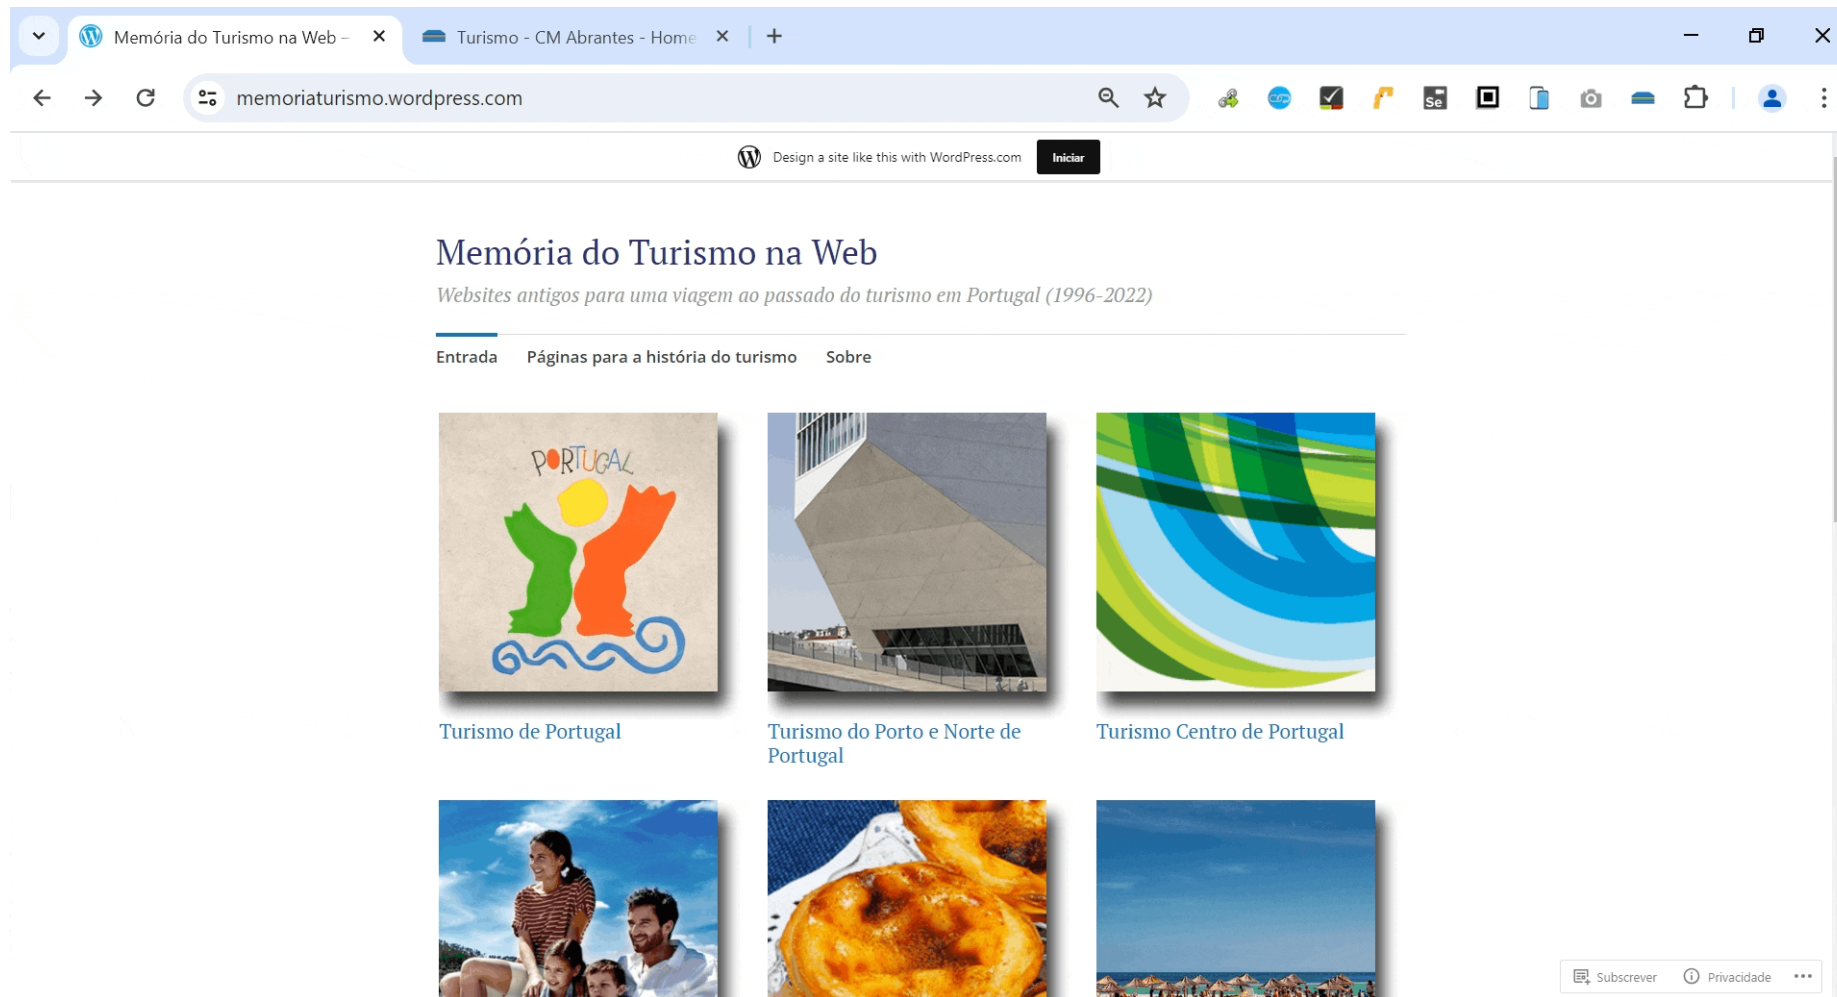 Memória do Turismo na Web –
Turismo - CM Abrantes - Home
memoriaturismo.wordpress.com
Se
Design a site like this with WordPress.com
Iniciar
Memória do Turismo na Web
Websites antigos para uma viagem ao passado do turismo em Portugal (1996-2022)
Entrada Páginas para a história do turismo Sobre
PORTUGAL
Turismo de Portugal
Turismo do Porto e Norte de
Portugal
Turismo Centro de Portugal
Subscrever Privacidade